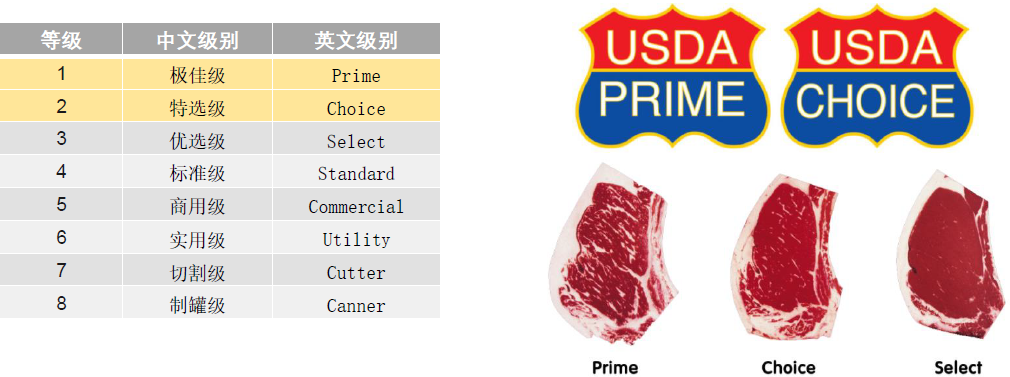 等级 中文级别 英文级别
1 极佳级 Prime
2 特选级 Choice
3 优选级 Select
4 标准级 Standard
5 商用级 Commercial
6 实用级 Utility
7 切割级 Cutter
8 制罐级 Canner
USDA
PRIME
USDA
CHOICE
Prime
Choice
Select